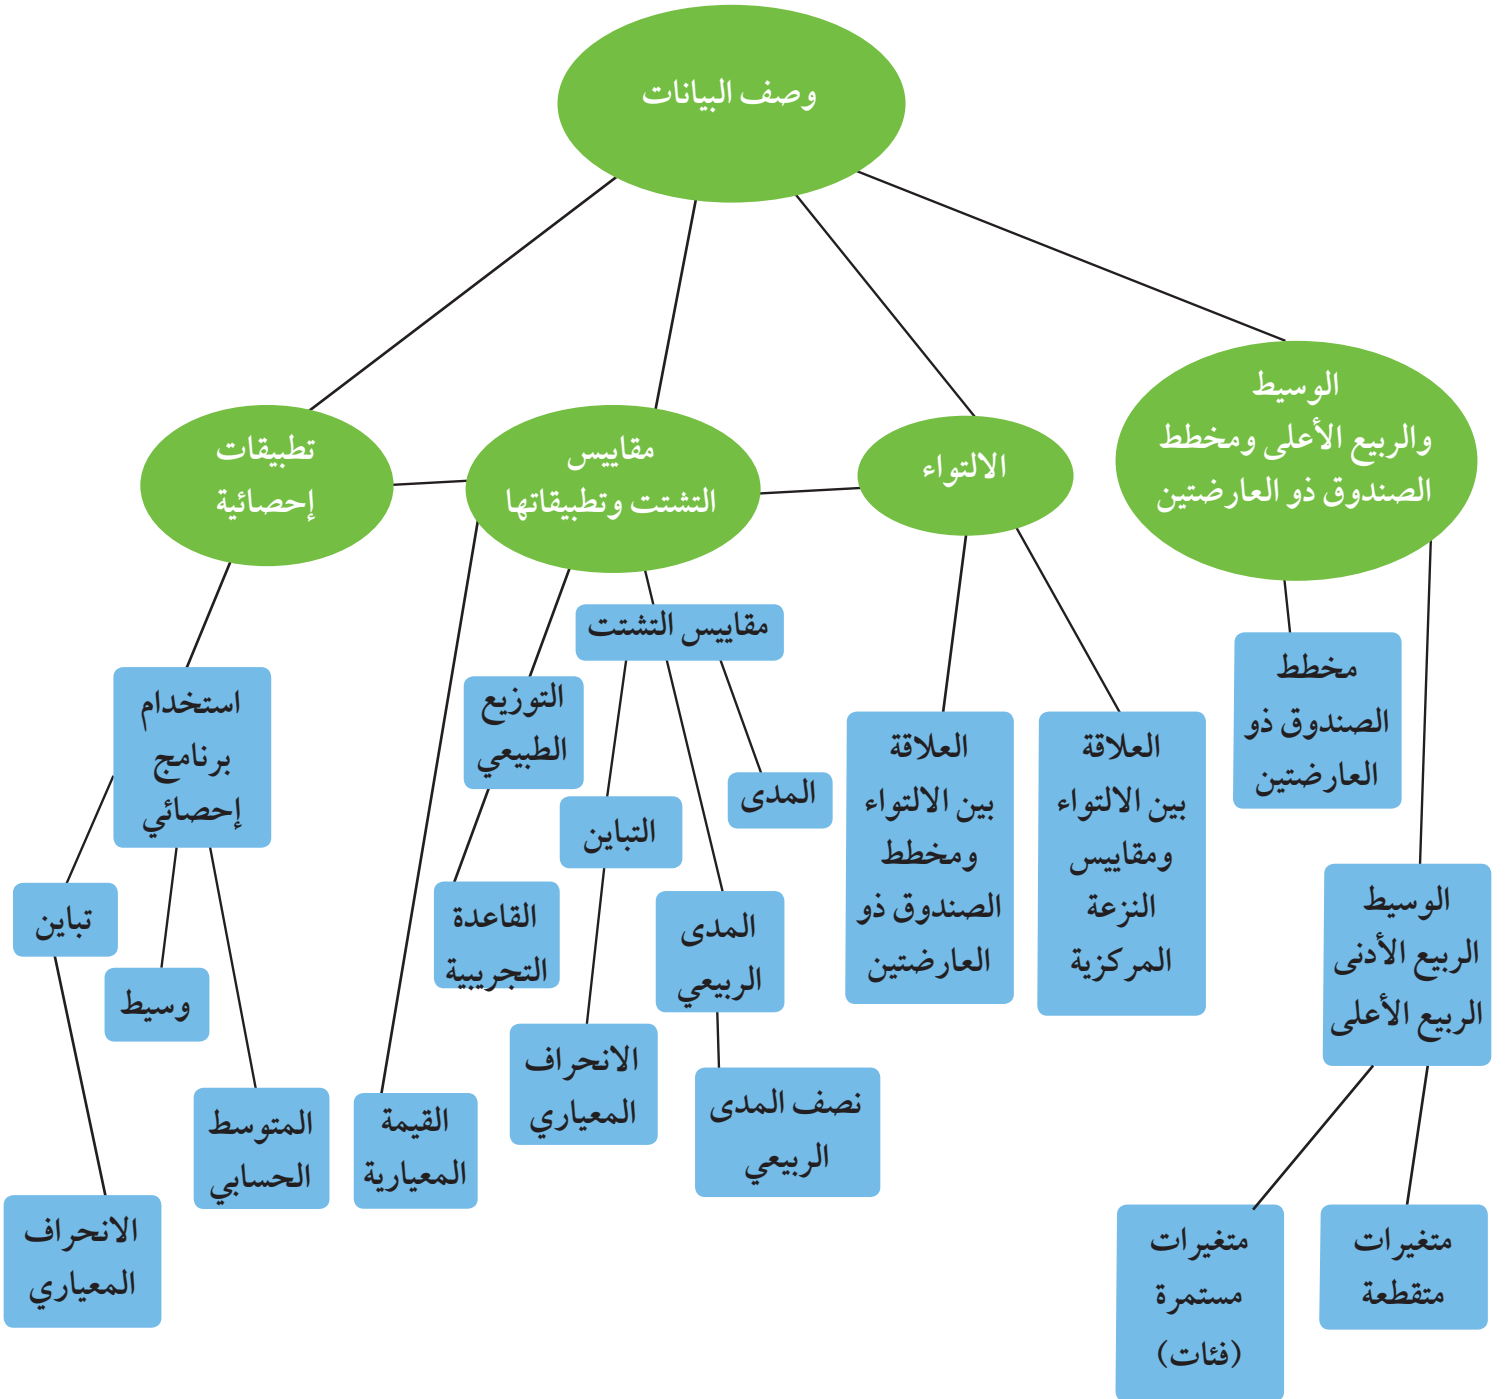 وصف البيانات
الوسيط
والربيع الأعلى ومخطط
الصندوق ذو العارضتين
الالتواء
مقاييس
التشتت وتطبيقاتها
تطبيقات
إحصائية
مخطط
الصندوق ذو
العارضتين
الوسيط
الربيع الأدنى
الربيع الأعلى
متغيرات
متقطعة
متغيرات
مستمرة
(فئات)
العلاقة
بين الالتواء
ومقاييس
النزعة
المركزية
العلاقة
بين الالتواء
ومخطط
الصندوق ذو
العارضتين
مقاييس التشتت
المدى
المدى
الربيعي
نصف المدى
الربيعي
التباين
الانحراف
المعياري
التوزيع
الطبيعي
القاعدة
التجريبية
القيمة
المعيارية
استخدام
برنامج
إحصائي
المتوسط
الحسابي
وسيط
تباين
الانحراف
المعياري